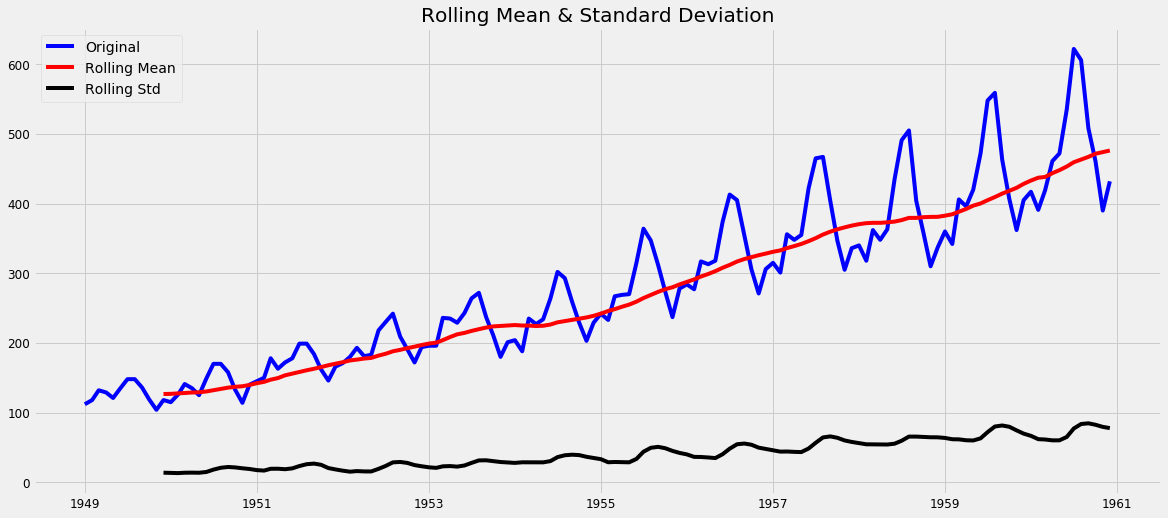 Rolling Mean & Standard Deviation
Original
Rolling Mean
Rolling Std
600
500
400
300
200
100
0
1949 1951 1953 1955 1957 1959 1961